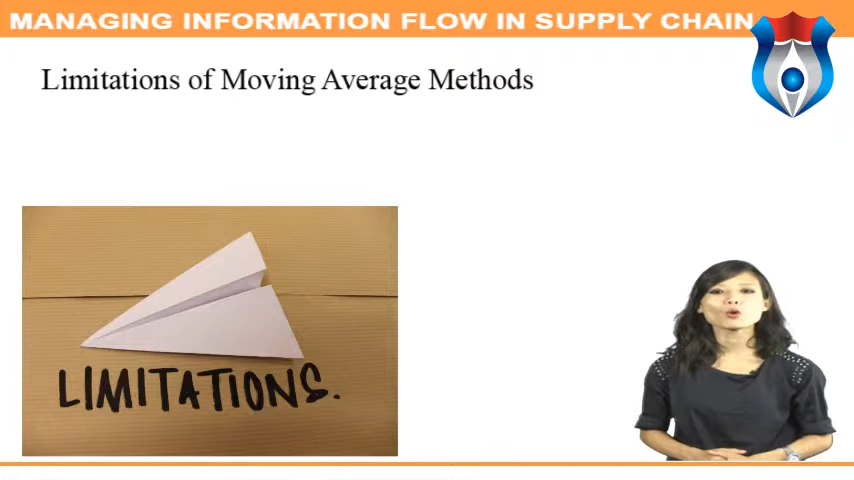 MANAGING INFORMATION FLOW IN SUPPLY CHAIN
Limitations of Moving Average Methods
LIMITATIONS.